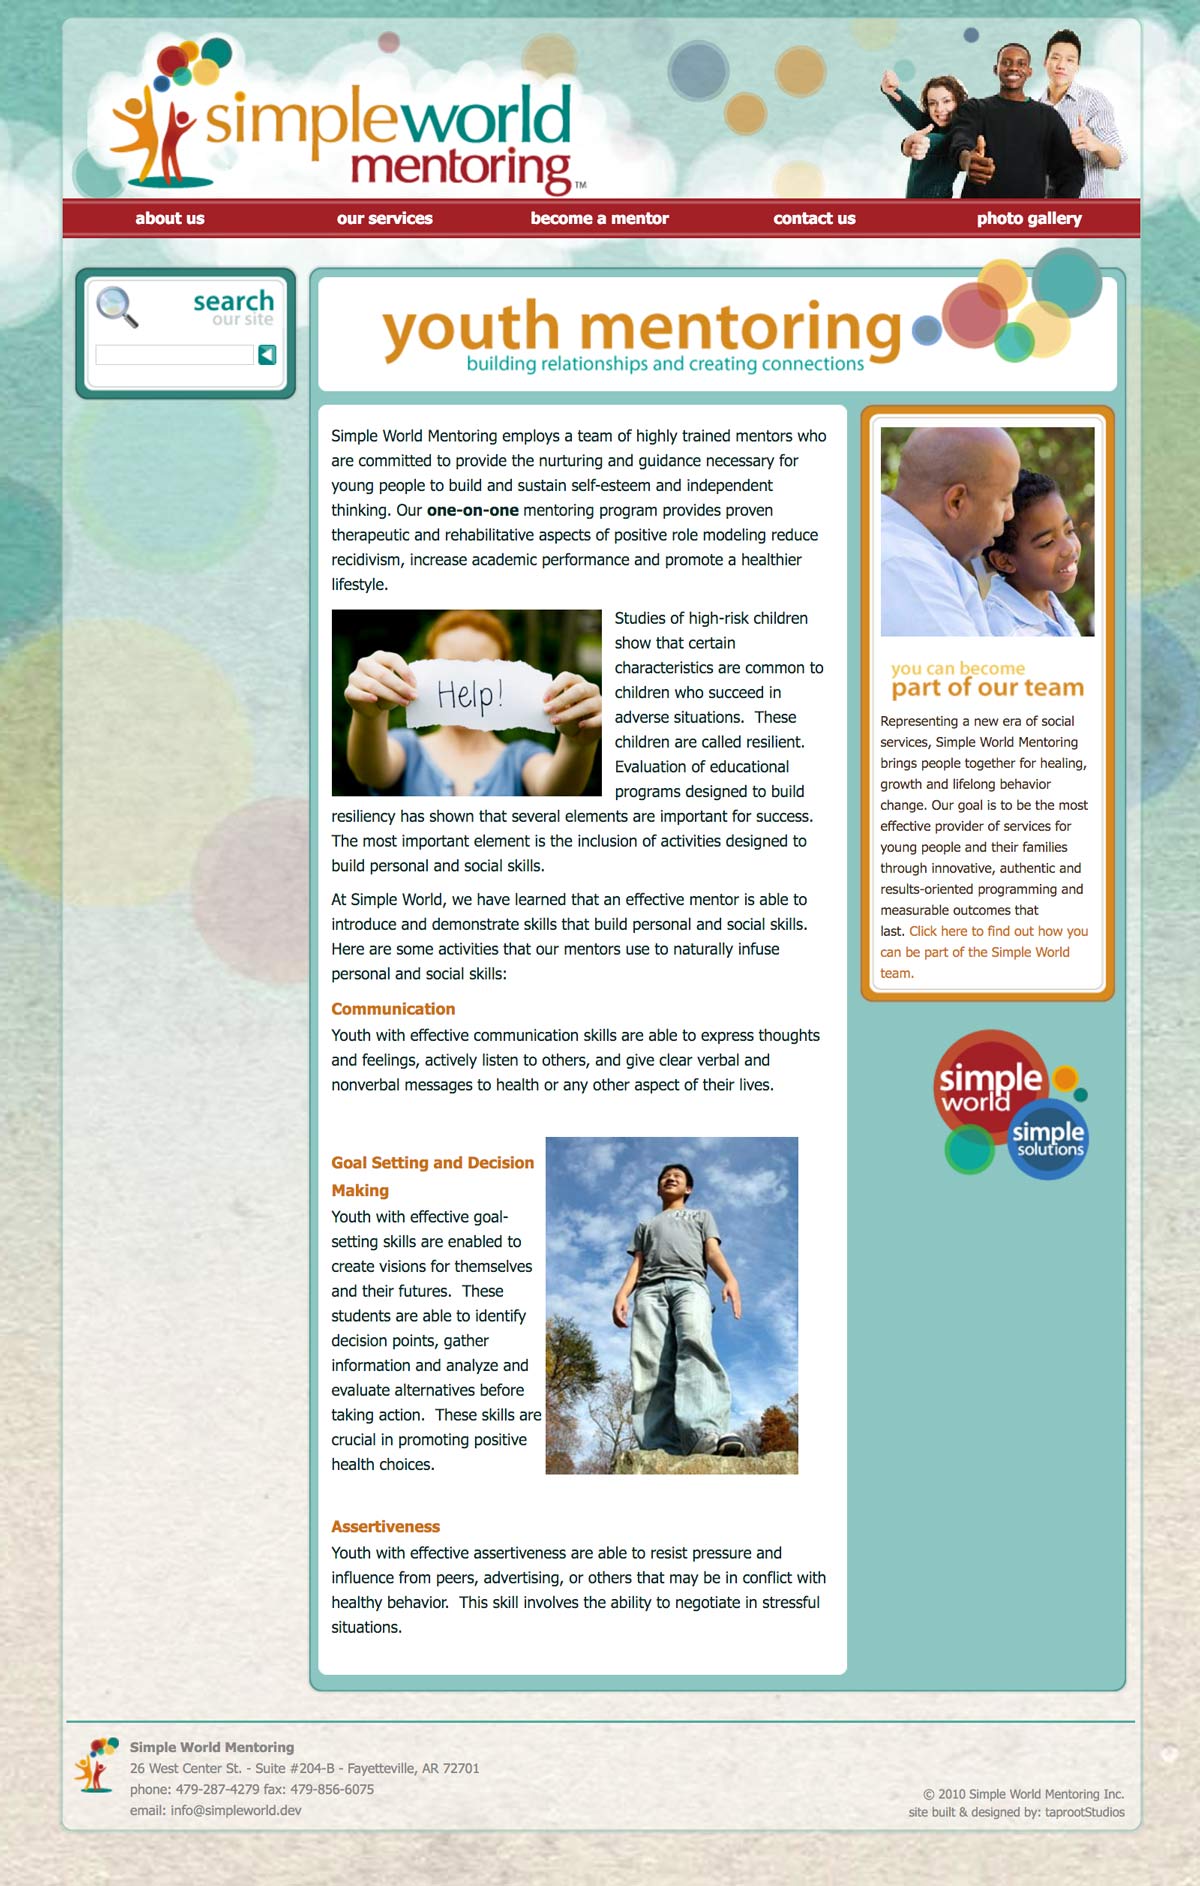 simpleworld
mentoring™
about us
our services
become a mentor
contact us
photo gallery
search
our site
youth mentoring
building relationships and creating connections
Simple World Mentoring employs a team of highly trained mentors who
are committed to provide the nurturing and guidance necessary for
young people to build and sustain self-esteem and independent
thinking. Our one-on-one mentoring program provides proven
therapeutic and rehabilitative aspects of positive role modeling reduce
recidivism, increase academic performance and promote a healthier
lifestyle.
Help!
Studies of high-risk children
show that certain
characteristics are common to
children who succeed in
adverse situations.  These
children are called resilient.
Evaluation of educational
programs designed to build
resiliency has shown that several elements are important for success.
The most important element is the inclusion of activities designed to
build personal and social skills.
At Simple World, we have learned that an effective mentor is able to
introduce and demonstrate skills that build personal and social skills.
Here are some activities that our mentors use to naturally infuse
personal and social skills:
Communication
Youth with effective communication skills are able to express thoughts
and feelings, actively listen to others, and give clear verbal and
nonverbal messages to health or any other aspect of their lives.
Goal Setting and Decision
Making
Youth with effective goal-
setting skills are enabled to
create visions for themselves
and their futures.  These
students are able to identify
decision points, gather
information and analyze and
evaluate alternatives before
taking action.  These skills are
crucial in promoting positive
health choices.
Assertiveness
Youth with effective assertiveness are able to resist pressure and
influence from peers, advertising, or others that may be in conflict with
healthy behavior.  This skill involves the ability to negotiate in stressful
situations.
you can become
part of our team
Representing a new era of social
services, Simple World Mentoring
brings people together for healing,
growth and lifelong behavior
change. Our goal is to be the most
effective provider of services for
young people and their families
through innovative, authentic and
results-oriented programming and
measurable outcomes that
last. Click here to find out how you
can be part of the Simple World
team.
simple
world
simple
solutions
Simple World Mentoring
26 West Center St. - Suite #204-B - Fayetteville, AR 72701
phone: 479-287-4279 fax: 479-856-6075
email: info@simpleworld.dev
© 2010 Simple World Mentoring Inc.
site built & designed by: taprootStudios